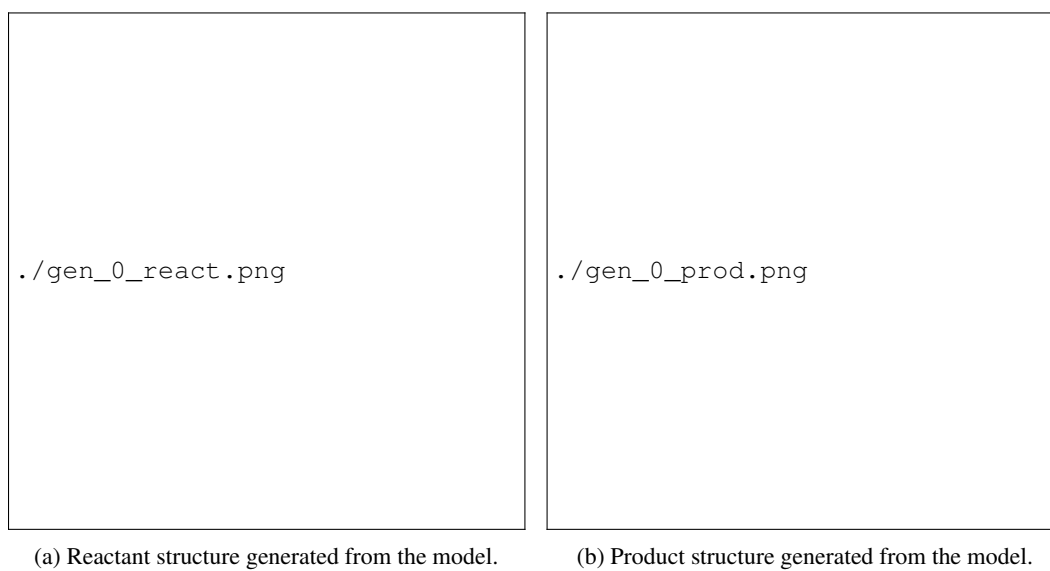 ./gen_0_react.png
./gen_0_prod.png
(a) Reactant structure generated from the model.
(b) Product structure generated from the model.